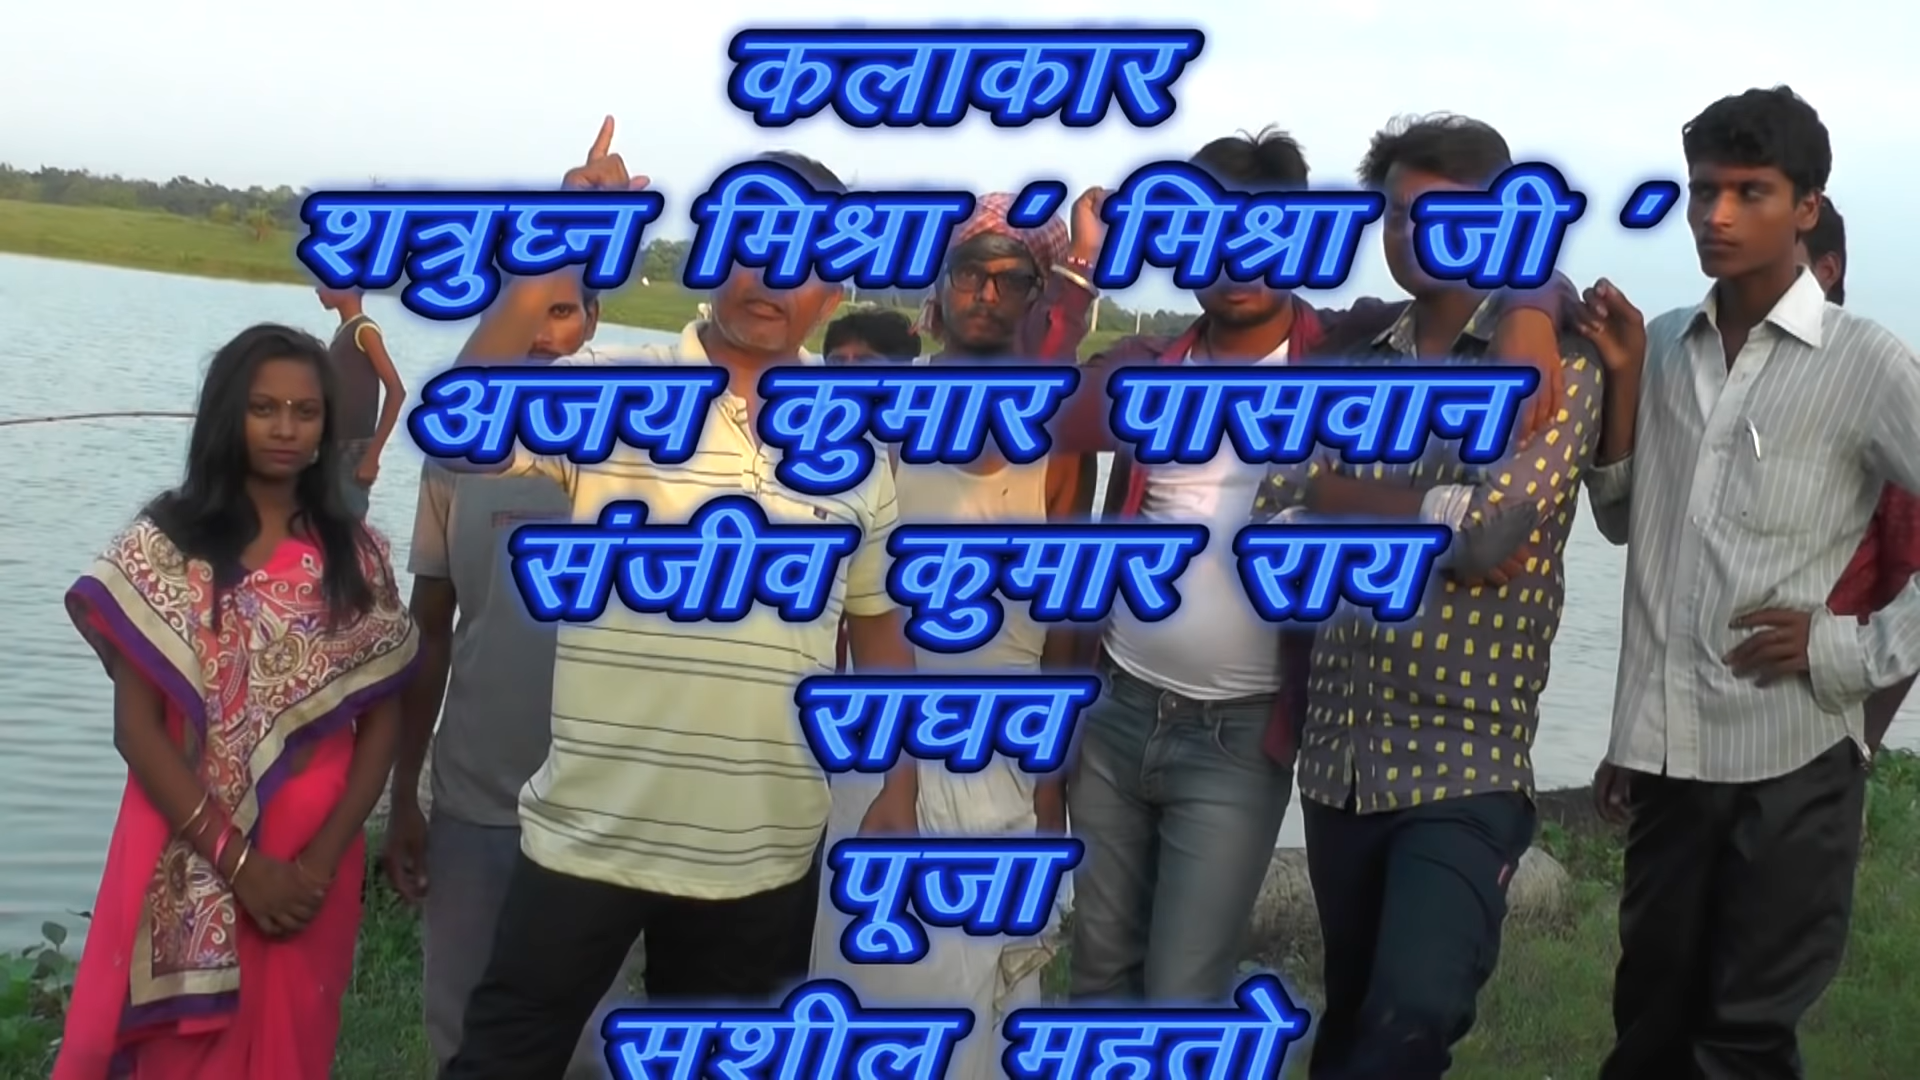 कलाकार
शत्रुघ्न मिश्रा ' मिश्रा जी '
अजय कुमार पासवान
संजीव कुमार राय
राघव
पूजा
सुशील महतो